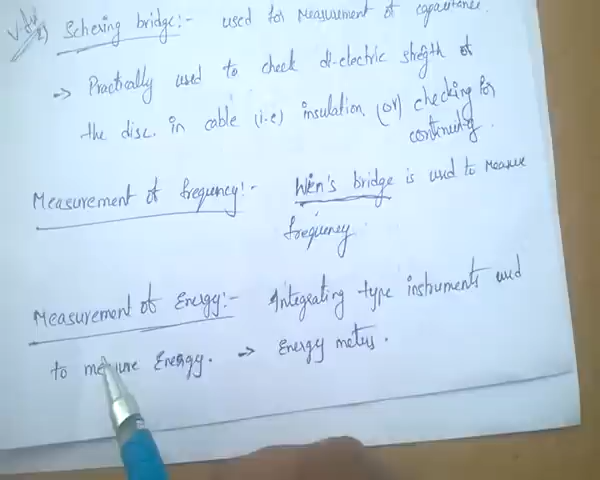 2) Schering bridge:- used for Measurement of capacitance.
→ Practically used to check di-electric strength of
the disc. in cable (i.e) insulation. (or) checking for
continuity.
Measurement of frequency:- Wein's bridge is used to Measure
frequency.
Measurement of Energy:- Integrating type instruments used
to measure Energy. → Energy meters.